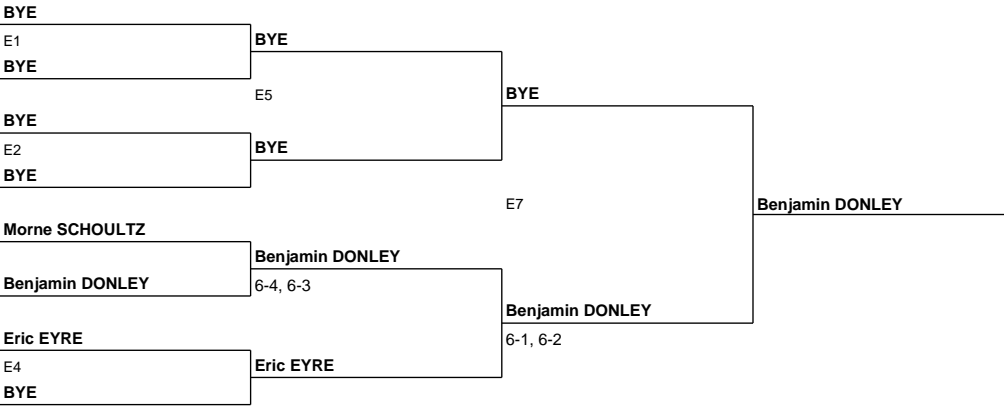 BYE
E1
BYE
BYE
E5
BYE
BYE
E2
BYE
BYE
E7
Benjamin DONLEY
Morne SCHOULTZ
Benjamin DONLEY
Benjamin DONLEY
6-4, 6-3
Benjamin DONLEY
6-1, 6-2
Eric EYRE
E4
Eric EYRE
BYE